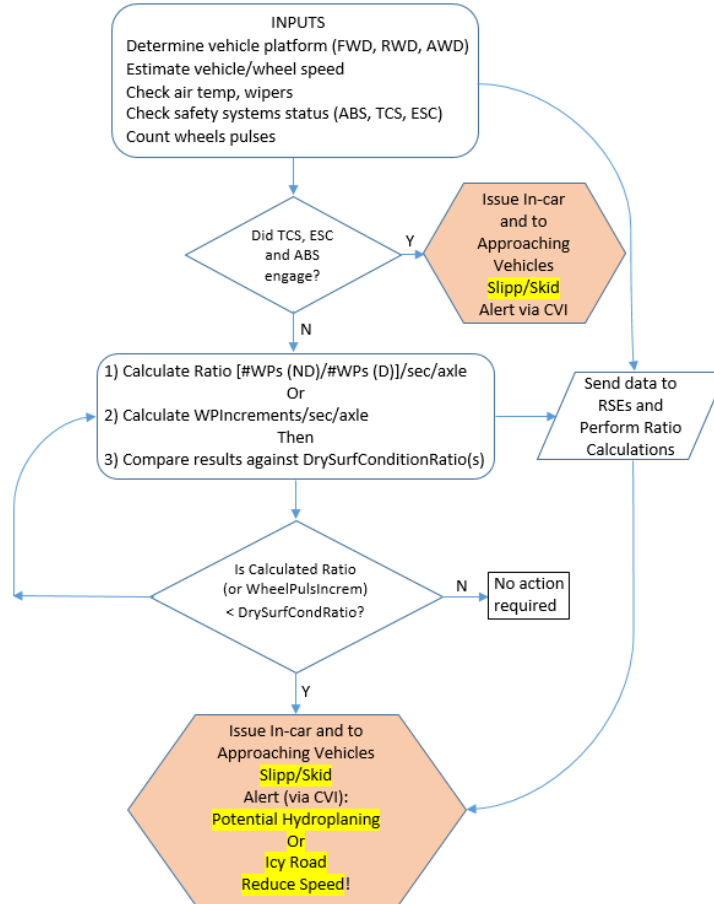 INPUTS
Determine vehicle platform (FWD, RWD, AWD)
Estimate vehicle/wheel speed
Check air temp, wipers
Check safety systems status (ABS, TCS, ESC)
Count wheels pulses
Did TCS, ESC
and ABS
engage?
Y
Issue In-car
and to
Approaching
Vehicles
Slipp/Skid
Alert via CVI
N
1) Calculate Ratio [#WPs (ND)/#WPs (D)]/sec/axle
Or
2) Calculate WPIncrements/sec/axle
Then
3) Compare results against DrySurfConditionRatio(s)
Send data to
RSEs and
Perform Ratio
Calculations
Is Calculated Ratio
(or WheelPulsIncrem)
< DrySurfCondRatio?
N
No action
required
Y
Issue In-car and to
Approaching Vehicles
Slipp/Skid
Alert (via CVI):
Potential Hydroplaning
Or
Icy Road
Reduce Speed!